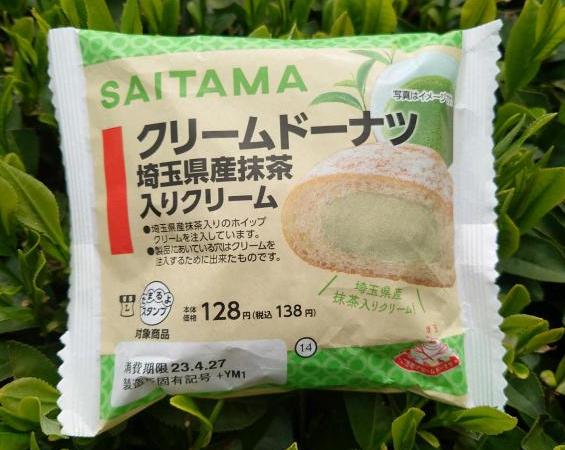 SAITAMA
写真はイメージです
クリームドーナツ
埼玉県産抹茶
入りクリーム
●埼玉県産抹茶入りのホイップ
クリームを注入しています。
●製品にあいている穴はクリームを
注入するために出来たものです。
埼玉県産
抹茶入りクリーム!
こまるよ
スタンプ
対象商品
本体
価格 128円(税込 138円)
14
消費期限 23.4.27
固有記号 +YM1